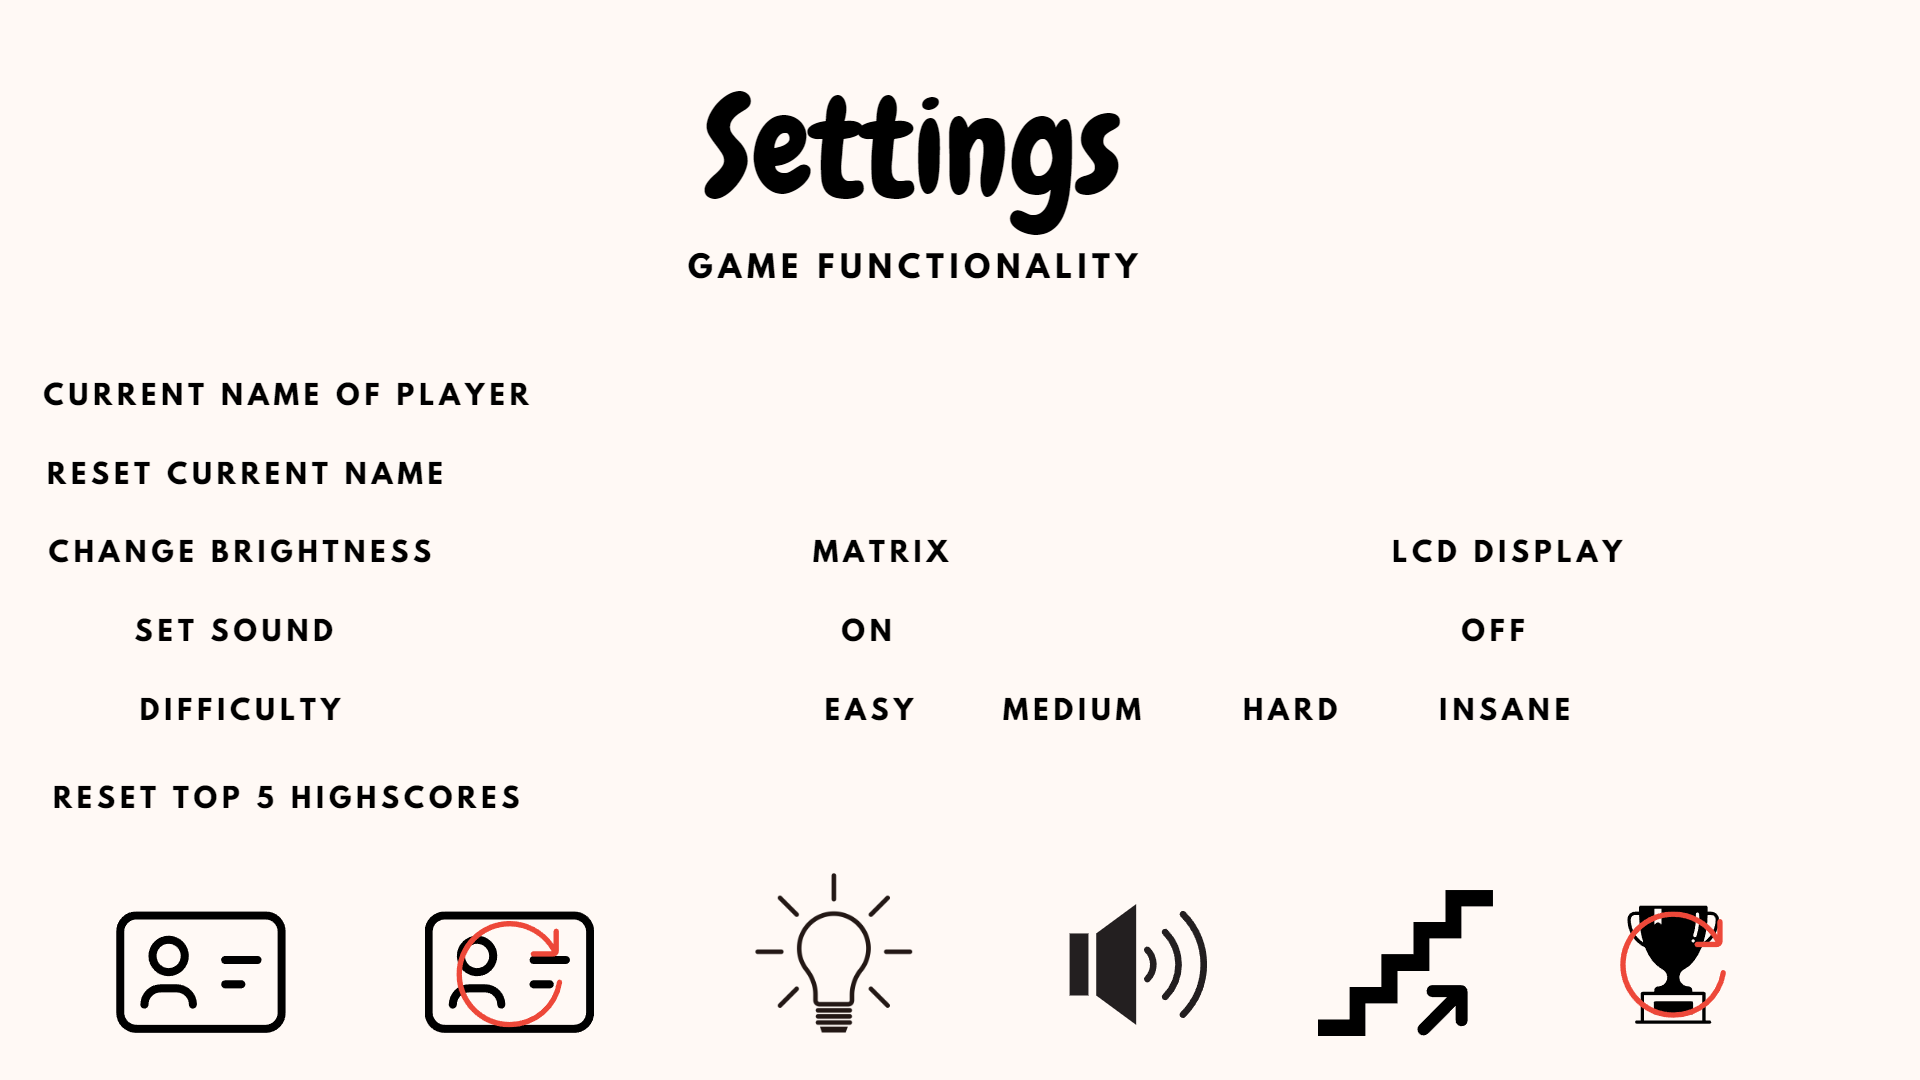 Settings
GAME FUNCTIONALITY
CURRENT NAME OF PLAYER
RESET CURRENT NAME
CHANGE BRIGHTNESS MATRIX LCD DISPLAY
SET SOUND ON OFF
DIFFICULTY EASY MEDIUM HARD INSANE
RESET TOP 5 HIGHSCORES